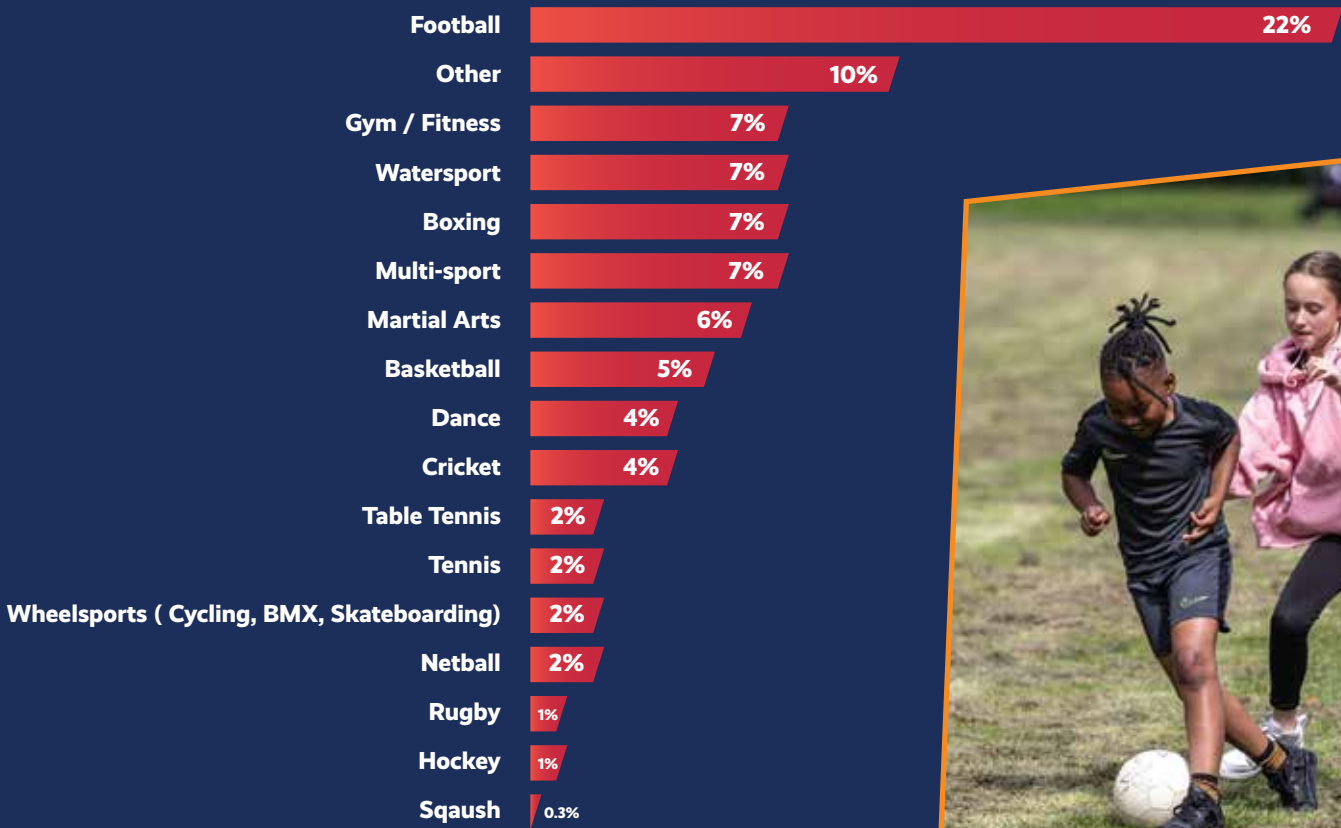 Football 22%
Other 10%
Gym / Fitness 7%
Watersport 7%
Boxing 7%
Multi-sport 7%
Martial Arts 6%
Basketball 5%
Dance 4%
Cricket 4%
Table Tennis 2%
Tennis 2%
Wheelsports ( Cycling, BMX, Skateboarding) 2%
Netball 2%
Rugby 1%
Hockey 1%
Sqaush 0.3%